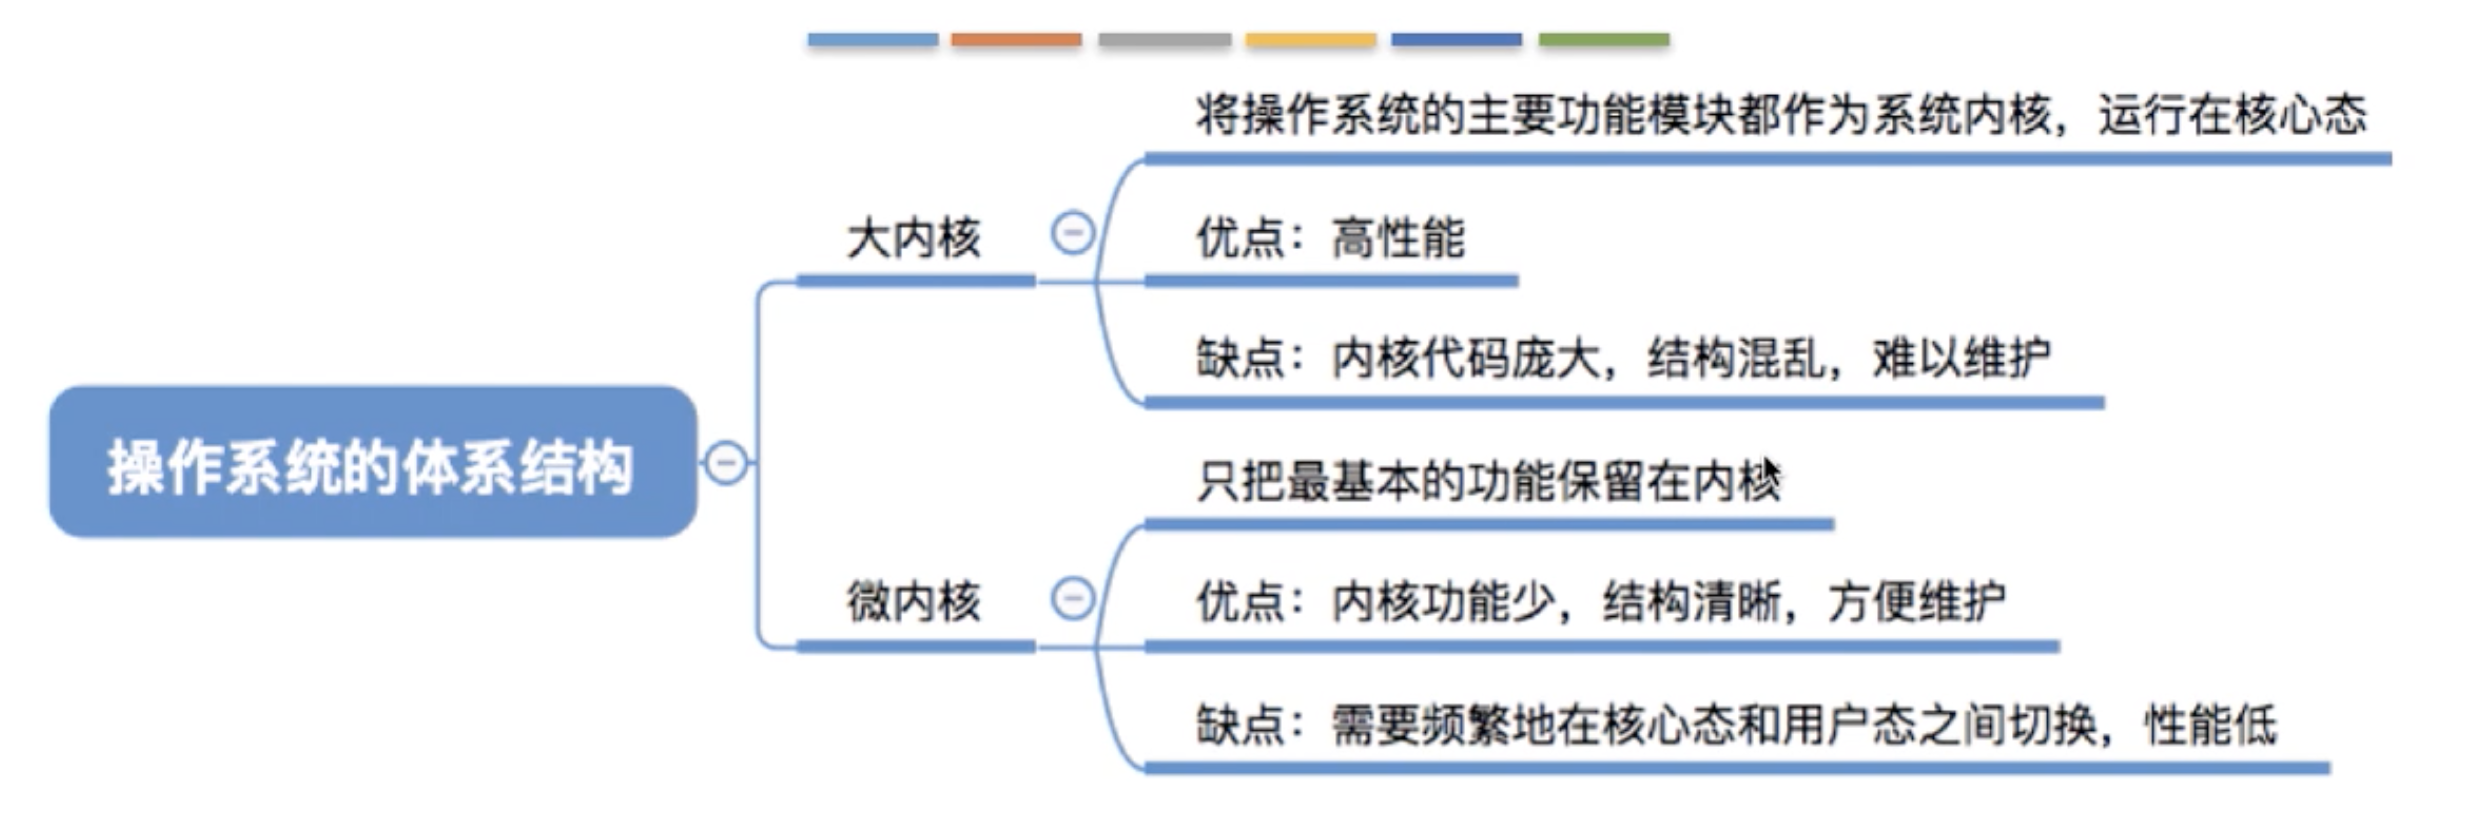 将操作系统的主要功能模块都作为系统内核，运行在核心态
大内核
优点：高性能
缺点：内核代码庞大，结构混乱，难以维护
操作系统的体系结构
只把最基本的功能保留在内核
微内核
优点：内核功能少，结构清晰，方便维护
缺点：需要频繁地在核心态和用户态之间切换，性能低